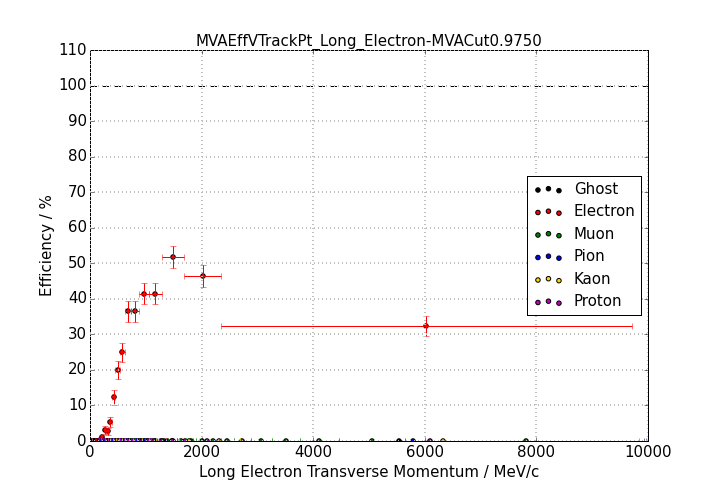 MVAEffVTrackPt_Long_Electron-MVACut0.9750
110
100
90
80
70
60
50
40
30
20
10
0
Efficiency / %
Ghost
Electron
Muon
Pion
Kaon
Proton
0 2000 4000 6000 8000 10000
Long Electron Transverse Momentum / MeV/c